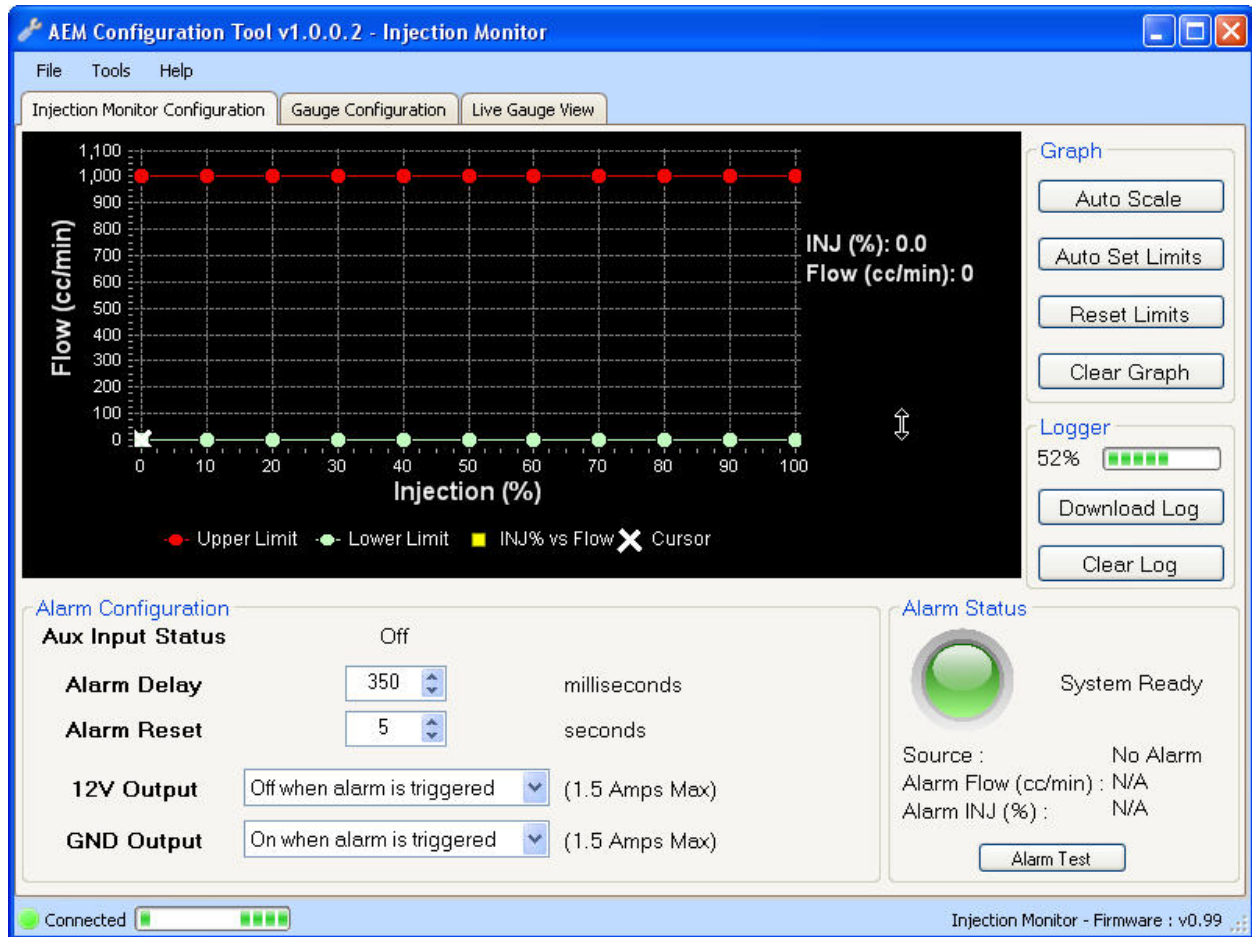 AEM Configuration Tool v1.0.0.2 - Injection Monitor
File Tools Help
Injection Monitor Configuration Gauge Configuration Live Gauge View
1,100
1,000
900
800
700
600
500
400
300
200
100
0
Flow (cc/min)
0 10 20 30 40 50 60 70 80 90 100
Injection (%)
INJ (%): 0.0
Flow (cc/min): 0
Upper Limit Lower Limit INJ% vs Flow Cursor
Graph
Auto Scale
Auto Set Limits
Reset Limits
Clear Graph
Logger
52%
Download Log
Clear Log
Alarm Configuration
Aux Input Status Off
Alarm Delay 350 milliseconds
Alarm Reset 5 seconds
12V Output Off when alarm is triggered (1.5 Amps Max)
GND Output On when alarm is triggered (1.5 Amps Max)
Alarm Status
System Ready
Source : No Alarm
Alarm Flow (cc/min) : N/A
Alarm INJ (%) : N/A
Alarm Test
Connected
Injection Monitor - Firmware : v0.99